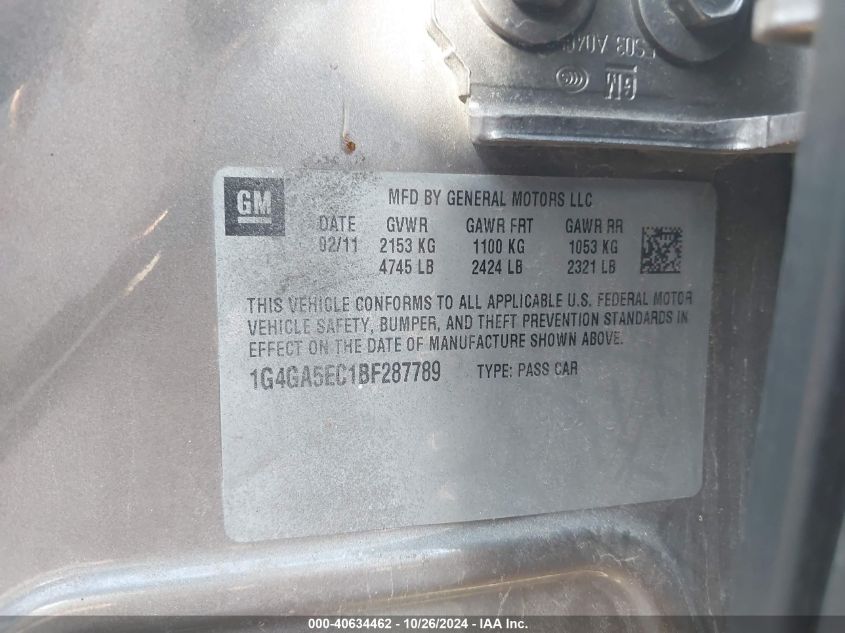 GM
GM
MFD BY GENERAL MOTORS LLC
DATE GVWR GAWR FRT GAWR RR
02/11 2153 KG 1100 KG 1053 KG
4745 LB 2424 LB 2321 LB
THIS VEHICLE CONFORMS TO ALL APPLICABLE U.S. FEDERAL MOTOR
VEHICLE SAFETY, BUMPER, AND THEFT PREVENTION STANDARDS IN
EFFECT ON THE DATE OF MANUFACTURE SHOWN ABOVE.
1G4GA5EC1BF287789 TYPE: PASS CAR
000-40634462 - 10/26/2024 - IAA Inc.